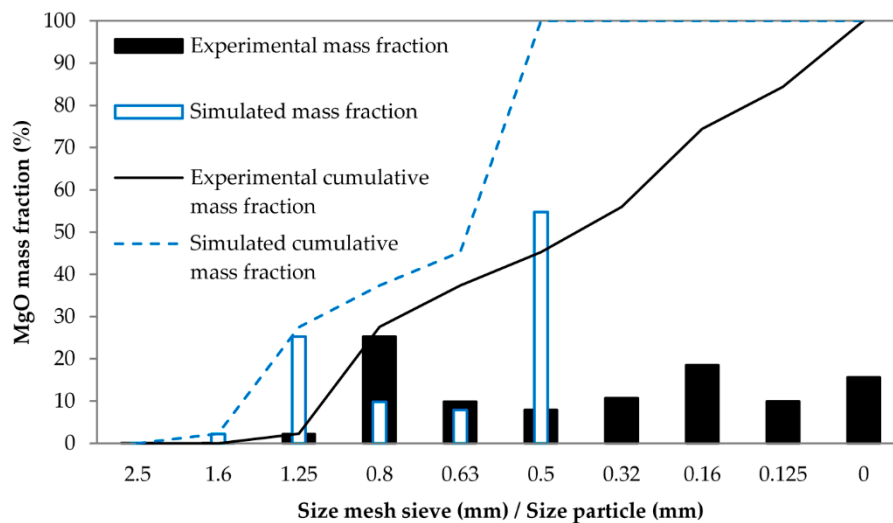 100
90
80
70
60
50
40
30
20
10
0
MgO mass fraction (%)
Experimental mass fraction
Simulated mass fraction
Experimental cumulative
mass fraction
Simulated cumulative
mass fraction
2.5 1.6 1.25 0.8 0.63 0.5 0.32 0.16 0.125 0
Size mesh sieve (mm) / Size particle (mm)